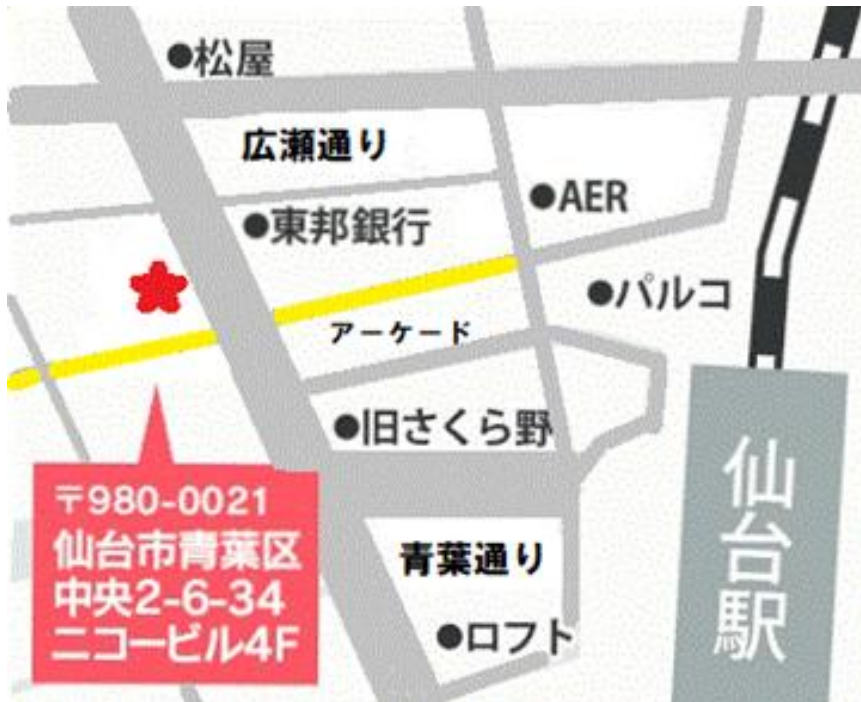 ●松屋
広瀬通り
●AER
●東邦銀行
●パルコ
アーケード
●旧さくら野
仙台駅
〒980-0021
仙台市青葉区
中央2-6-34
ニコービル4F
青葉通り
●ロフト